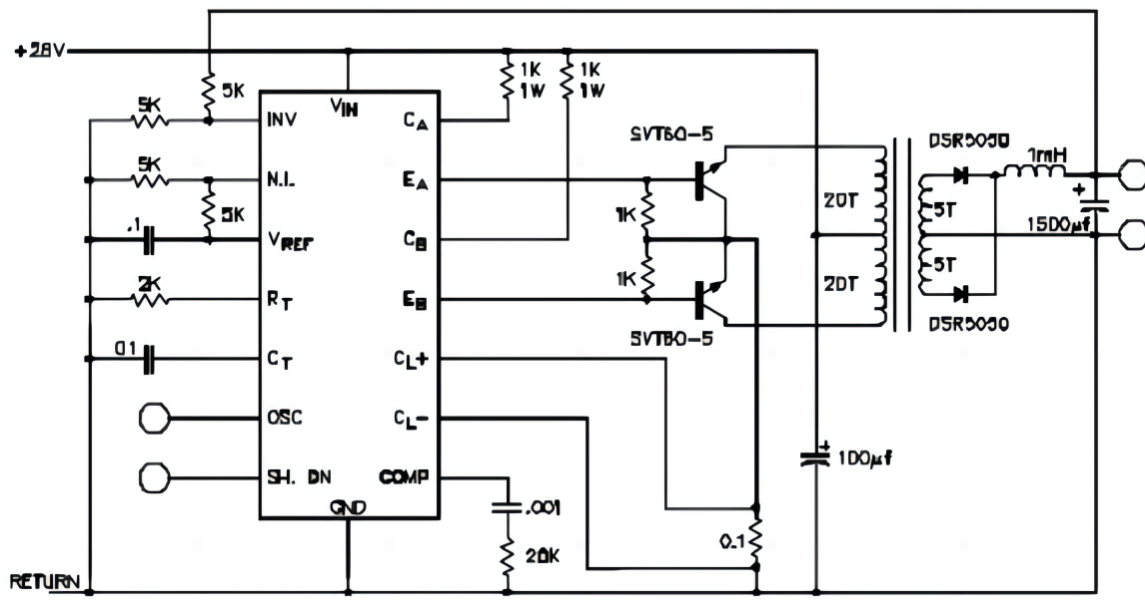 +28V
5K
1K
1W
1K
1W
5K
INV
VIN
CA
SVT60-5
DSR5050
1mH
5K
N.I.
EA
20T
5T
+
5K
1K
1500µf
.1
VREF
CB
2K
RT
EB
1K
20T
5T
SVT60-5
DSR5050
.01
CT
CL+
OSC
CL-
+
100µf
SH. DN
COMP
GND
.001
20K
0.1
RETURN